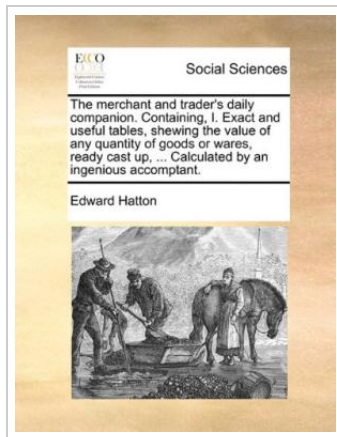 ECCO
Social Sciences
The merchant and trader's daily
companion. Containing, I. Exact and
useful tables, shewing the value of
any quantity of goods or wares,
ready cast up, ... Calculated by an
ingenious accomptant.
Edward Hatton